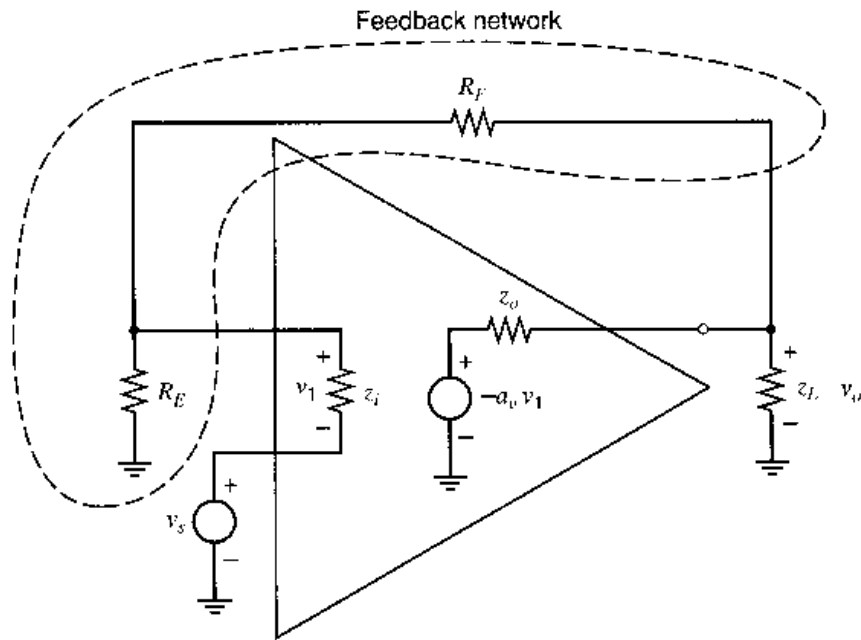 Feedback network
R_F
z_o
+
v_1
z_i
−
R_E
+
−a_v v_1
−
+
z_L
v_o
−
+
v_s
−